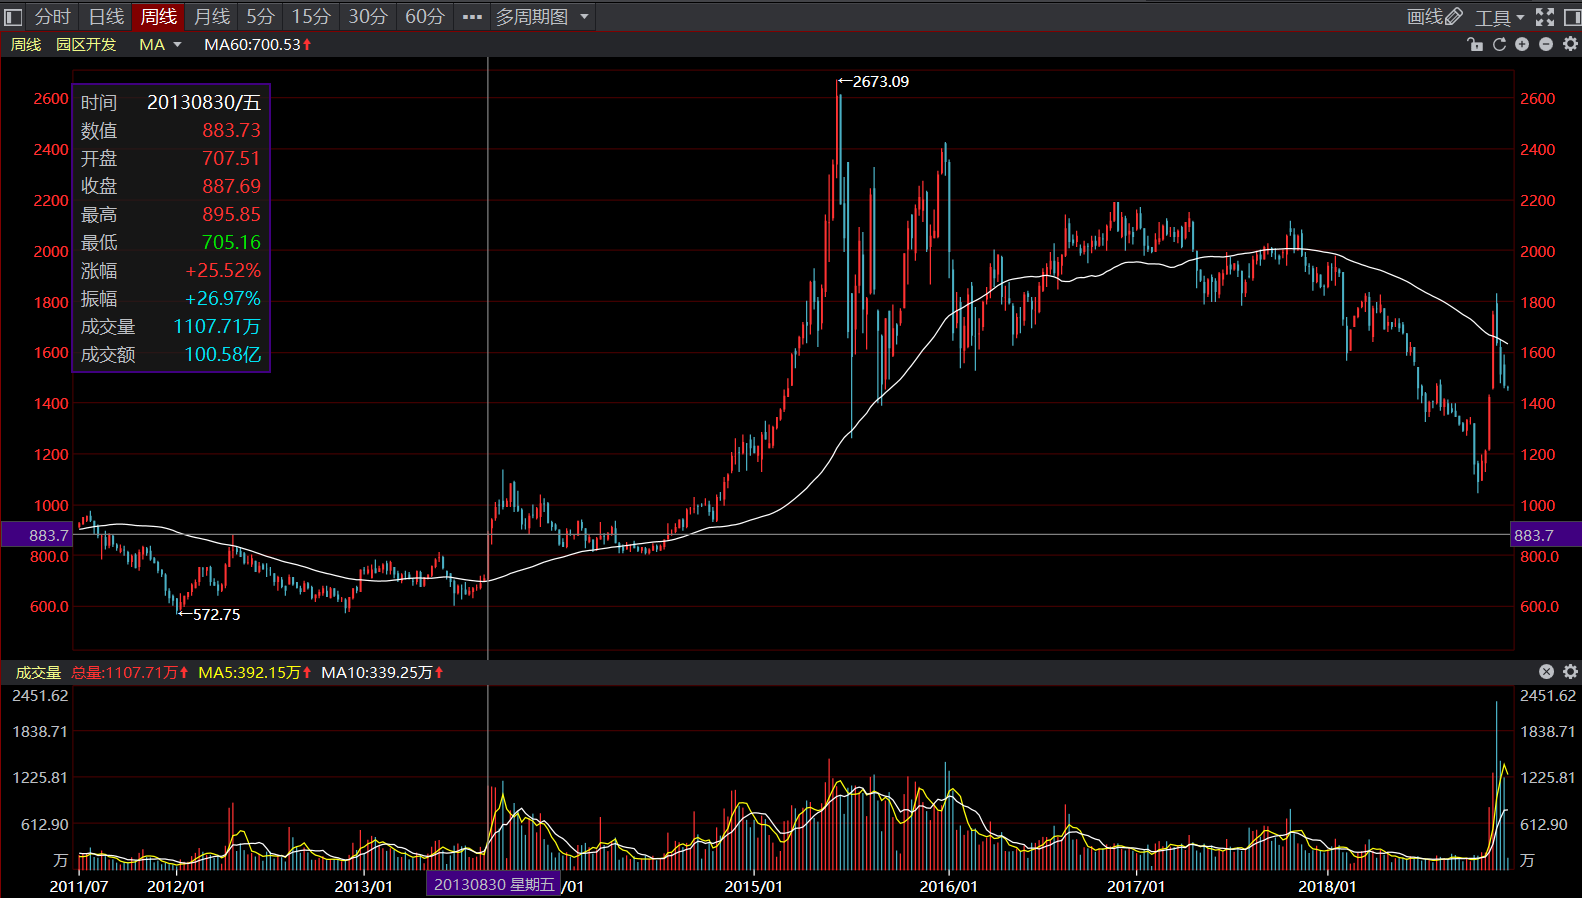 分时 日线 周线 月线 5分 15分 30分 60分 ··· 多周期图 画线 工具
周线 园区开发 MA MA60:700.53↑
时间 20130830/五
数值 883.73
开盘 707.51
收盘 887.69
最高 895.85
最低 705.16
涨幅 +25.52%
振幅 +26.97%
成交量 1107.71万
成交额 100.58亿
←2673.09
←572.75
2600 2600
2400 2400
2200 2200
2000 2000
1800 1800
1600 1600
1400 1400
1200 1200
1000 1000
883.7 883.7
800.0 800.0
600.0 600.0
成交量 总量:1107.71万↑ MA5:392.15万↑ MA10:339.25万↑
2451.62 2451.62
1838.71 1838.71
1225.81 1225.81
612.90 612.90
万 万
2011/07 2012/01 2013/01 20130830 星期五 /01 2015/01 2016/01 2017/01 2018/01